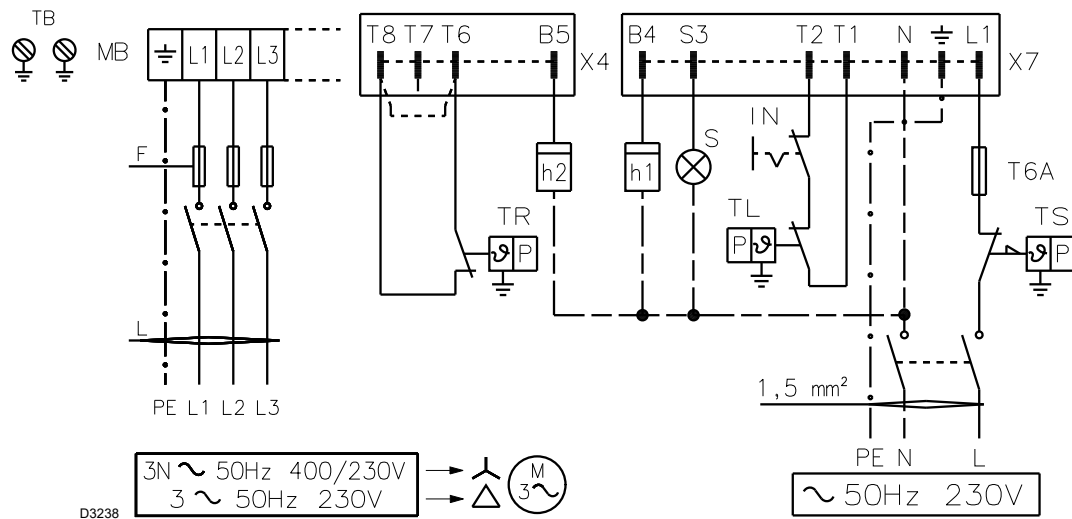 TB
MB
L1 L2 L3
T8 T7 T6 B5
X4
B4 S3 T2 T1 N L1
X7
IN
F
h2
h1
S
T6A
TR
ϑ P
TL
P ϑ
TS
ϑ P
L
1,5 mm²
PE L1 L2 L3
PE N L
3N ~ 50Hz 400/230V
3 ~ 50Hz 230V
M
3~
~ 50Hz 230V
D3238